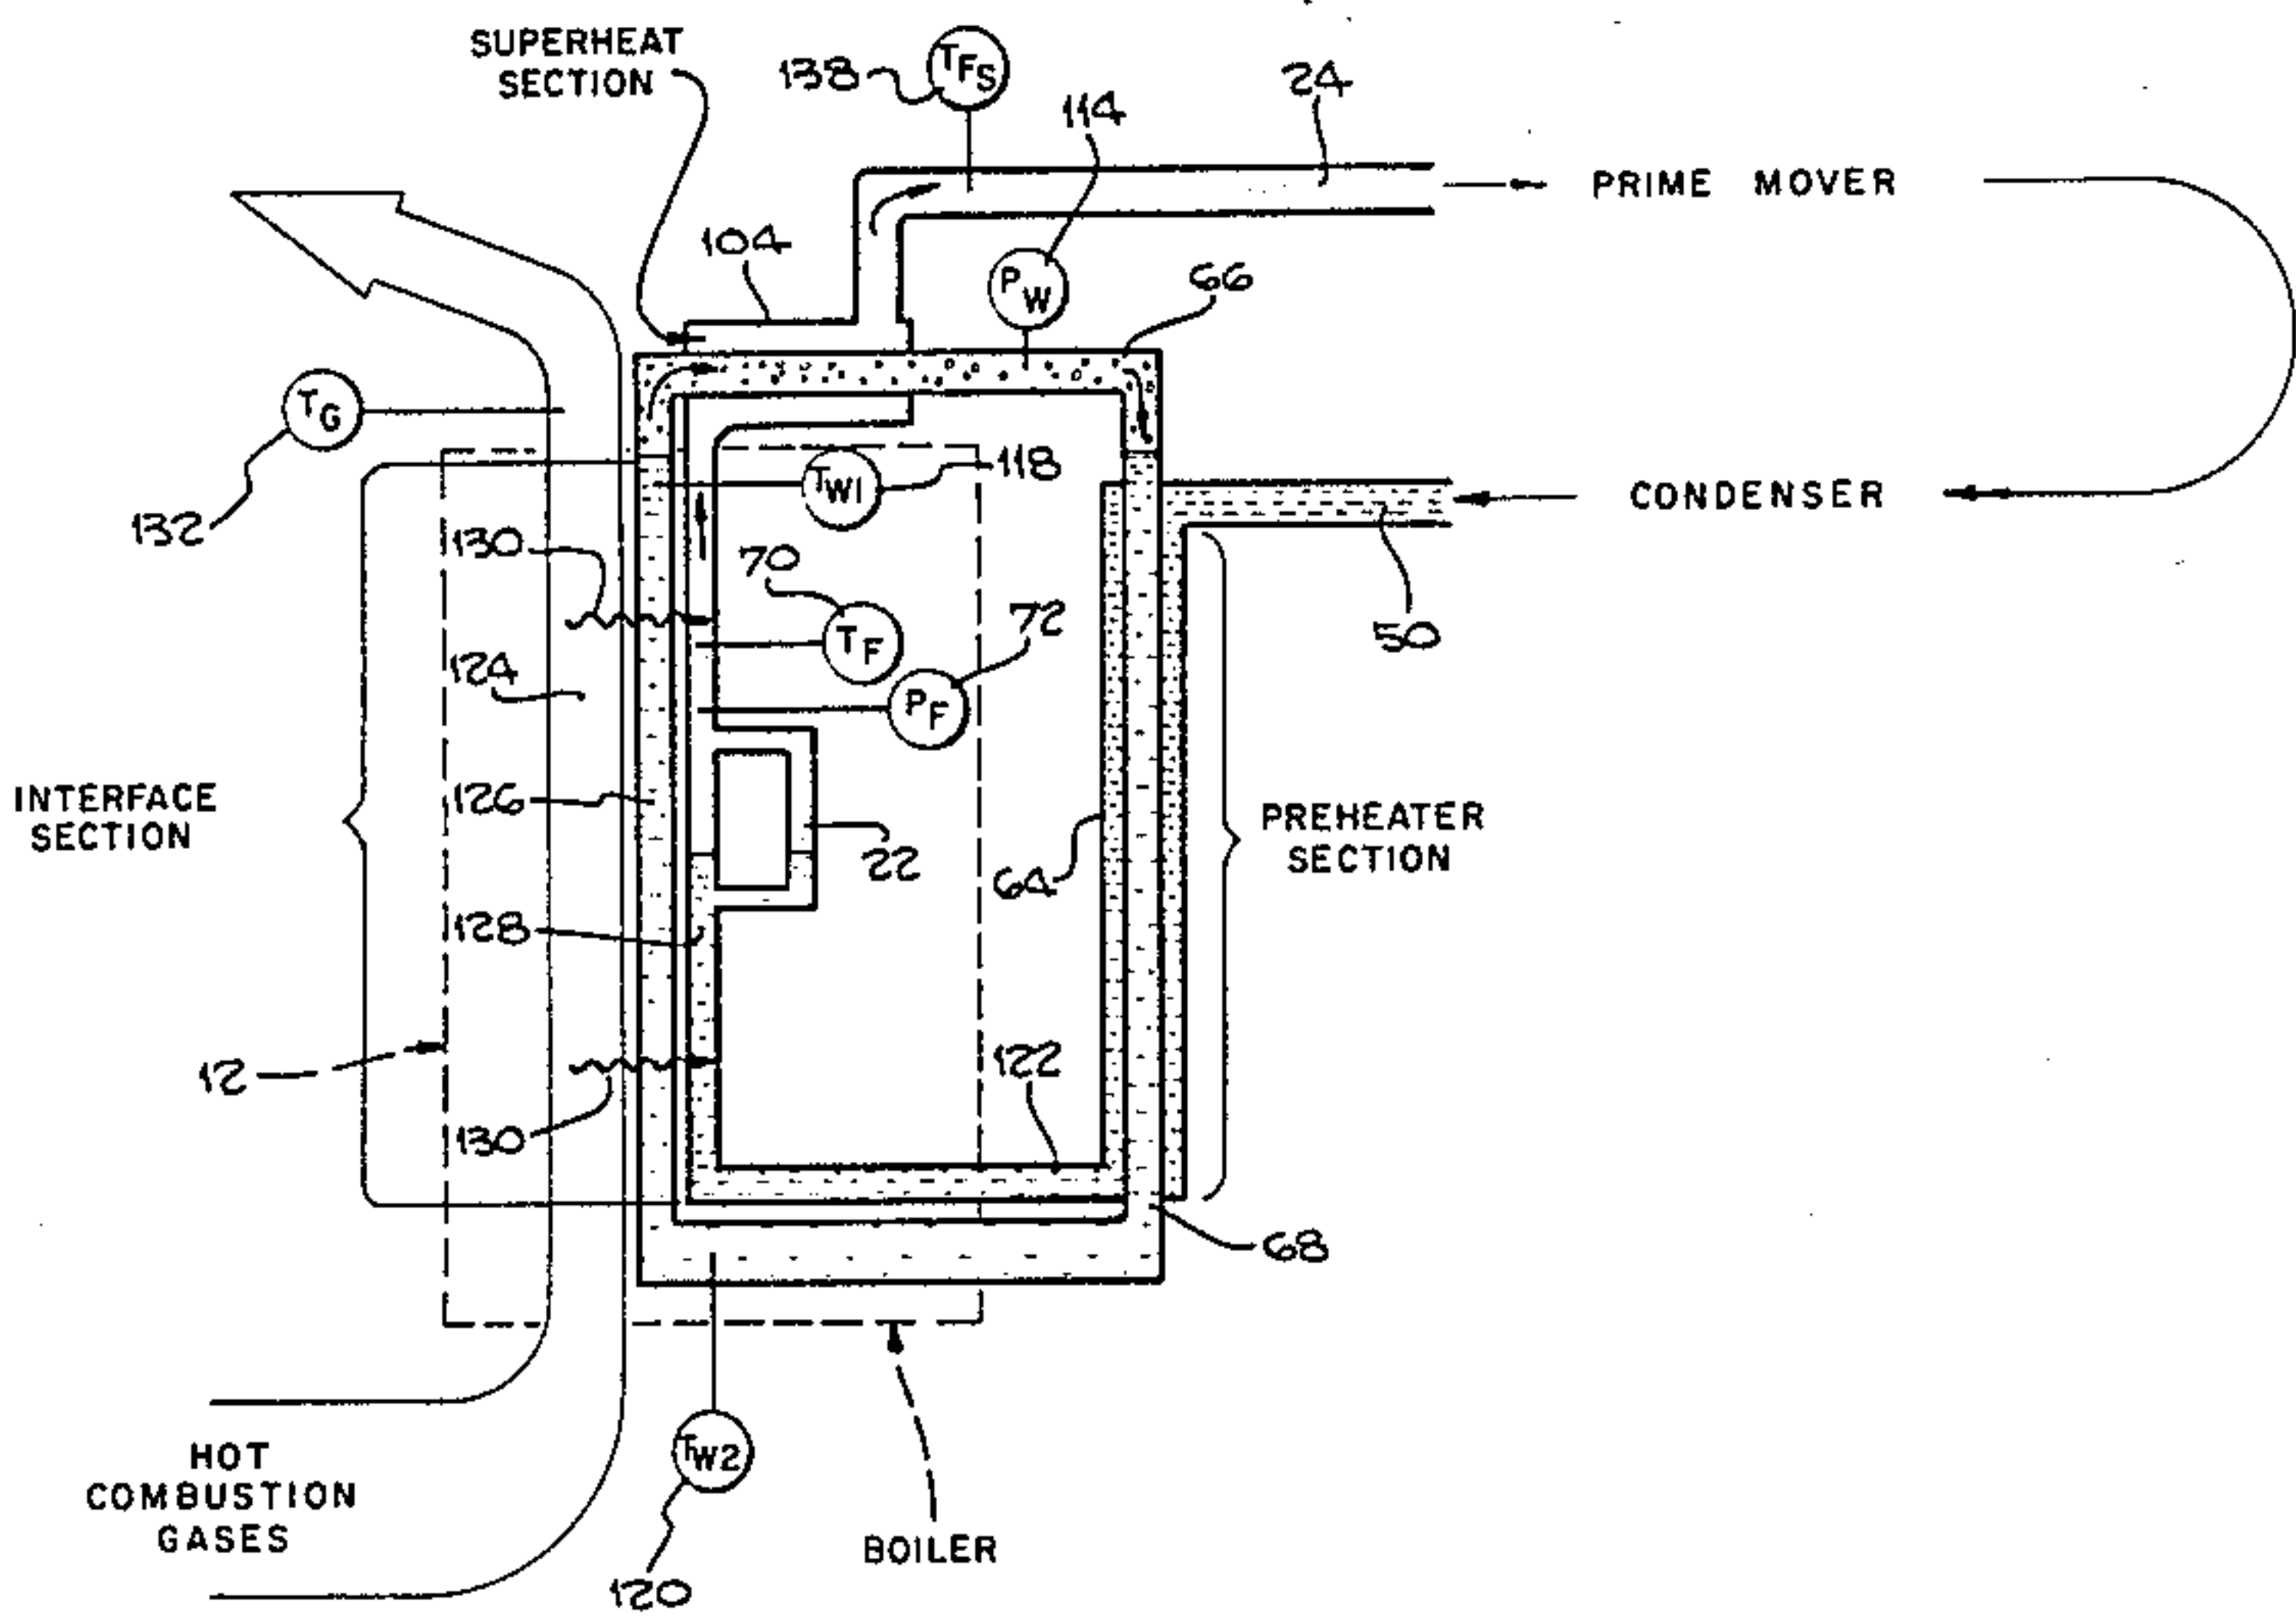 SUPERHEAT
SECTION
138
TFS
24
114
PRIME MOVER
104
PW
66
TG
132
TW1
118
CONDENSER
130
70
TF
72
50
124
PF
INTERFACE
SECTION
126
22
64
PREHEATER
SECTION
128
12
122
130
68
HOT
COMBUSTION
GASES
TW2
BOILER
120